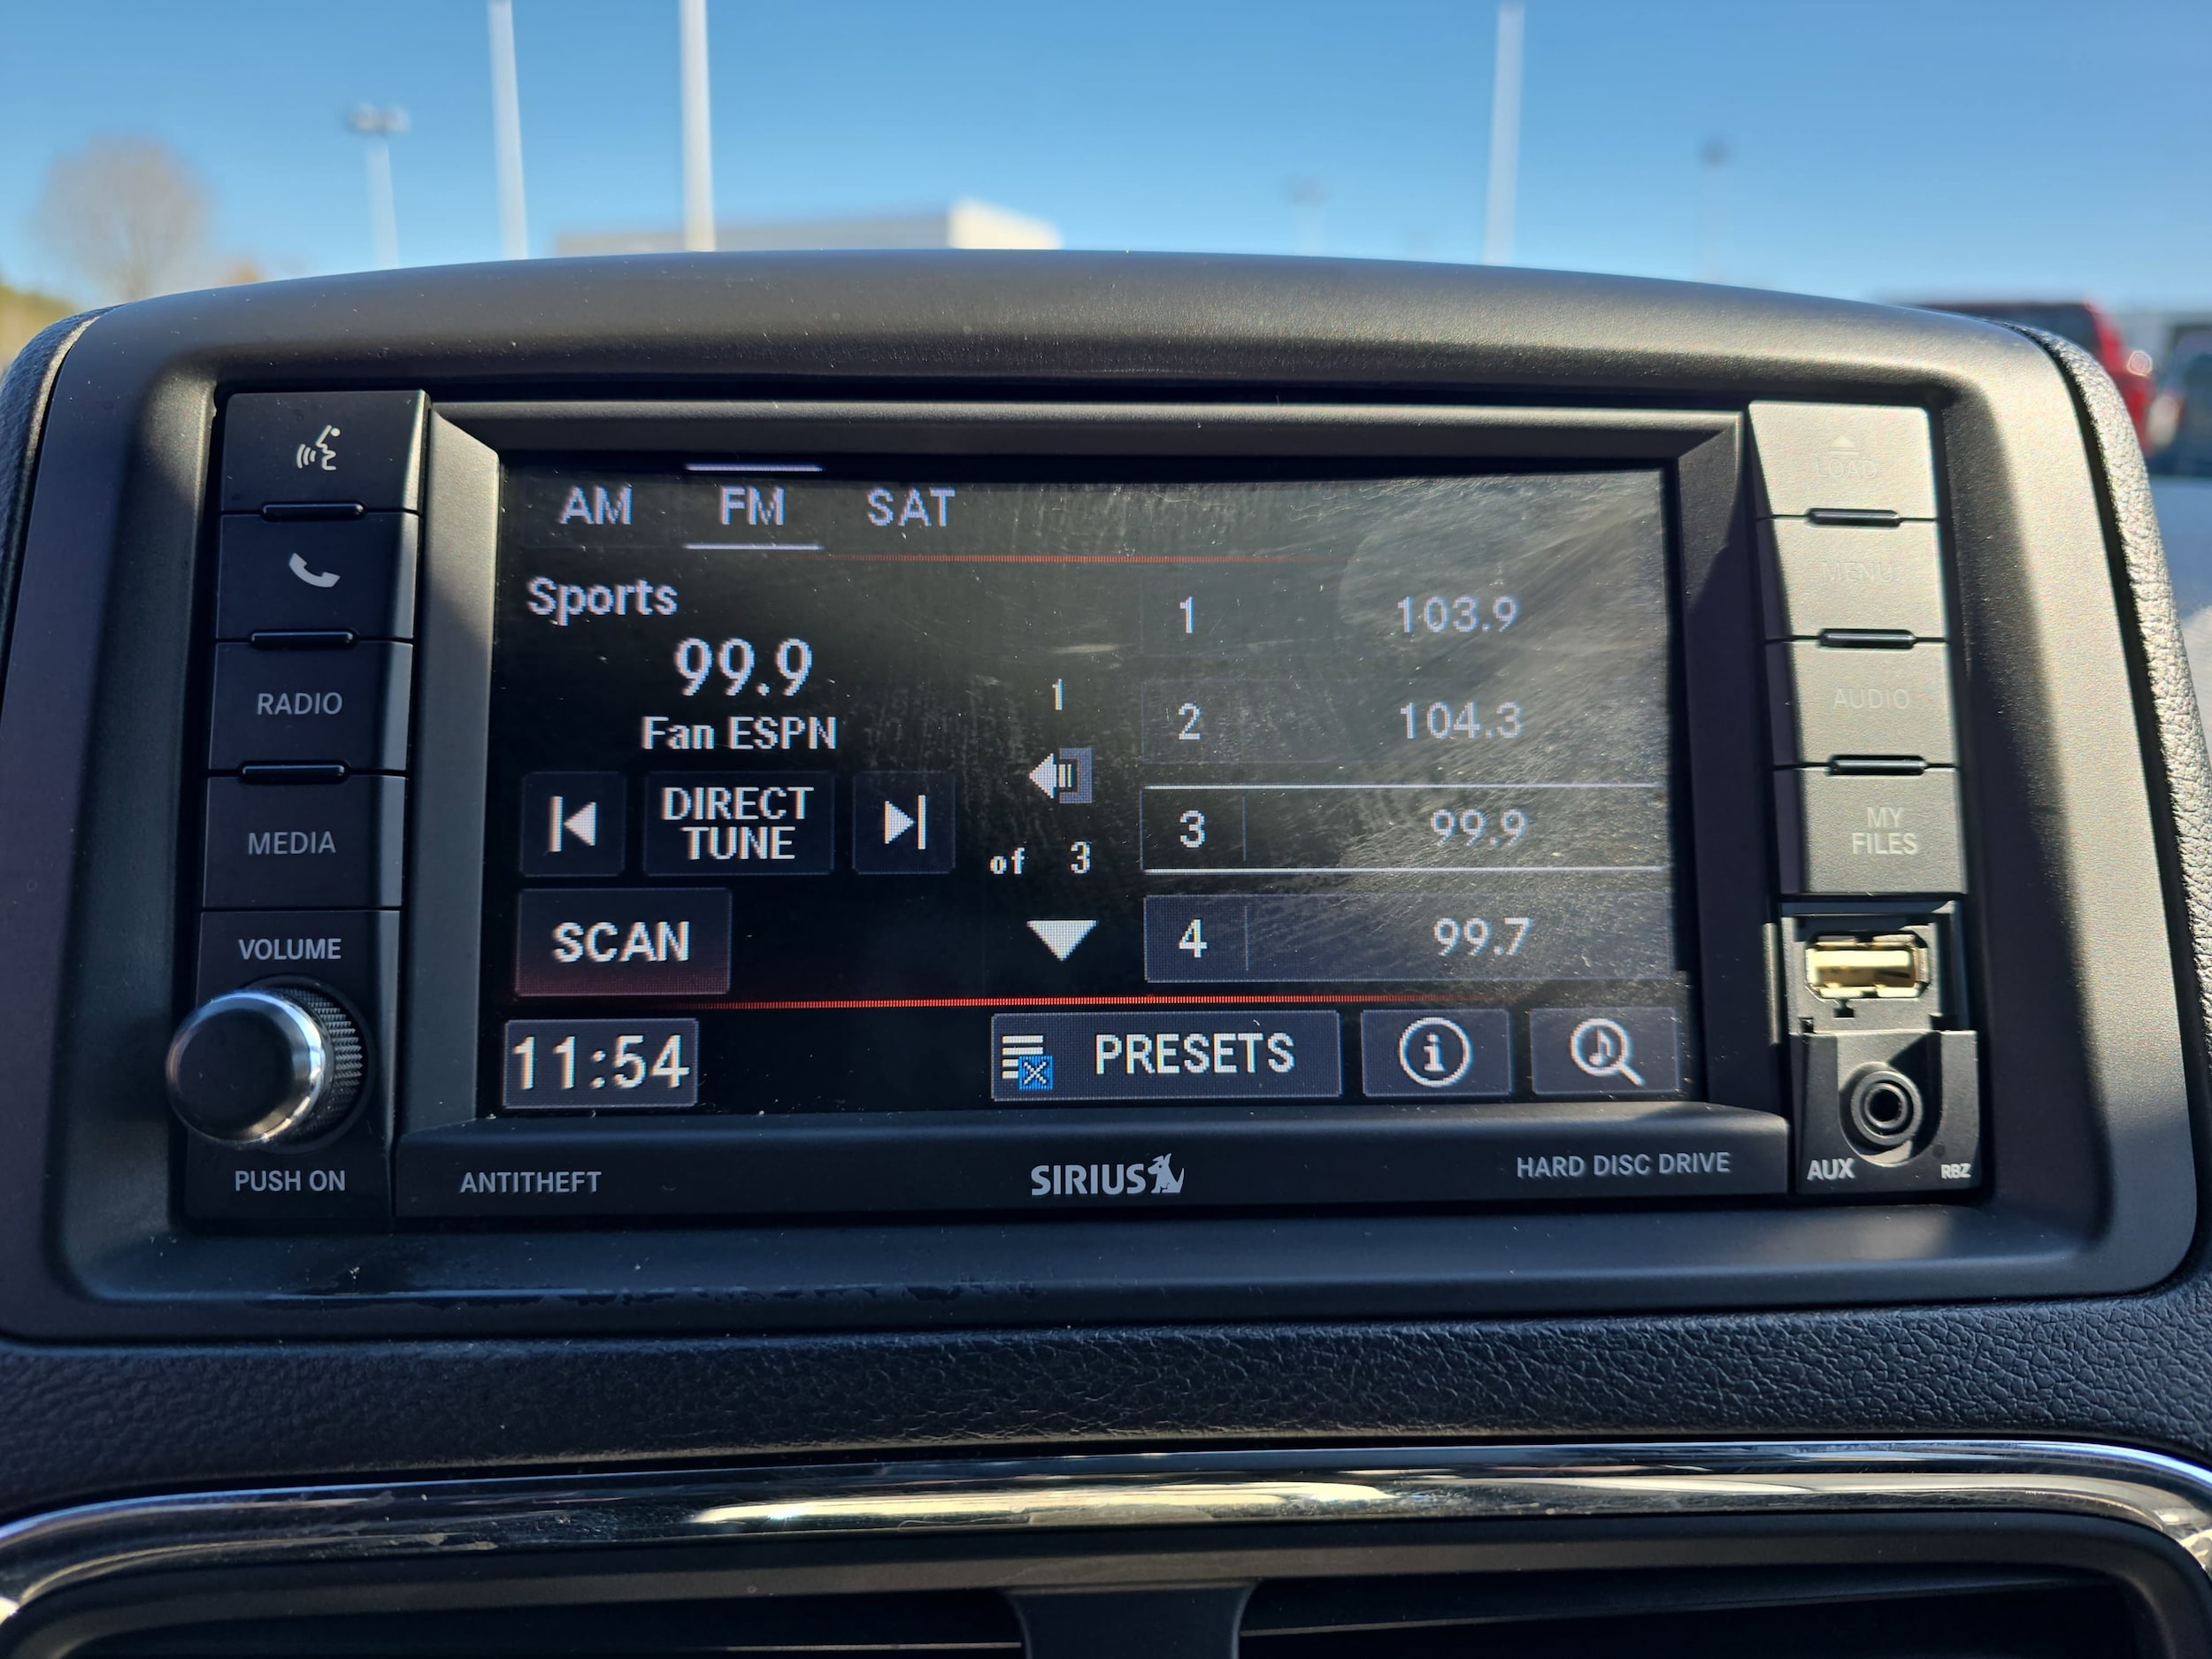 AM FM SAT
Sports
99.9
Fan ESPN
DIRECT
TUNE
SCAN
11:54
1
of 3
1 103.9
2 104.3
3 99.9
4 99.7
PRESETS
i
RADIO
MEDIA
VOLUME
PUSH ON
ANTITHEFT
SIRIUS
HARD DISC DRIVE
LOAD
MENU
AUDIO
MY
FILES
AUX
RBZ